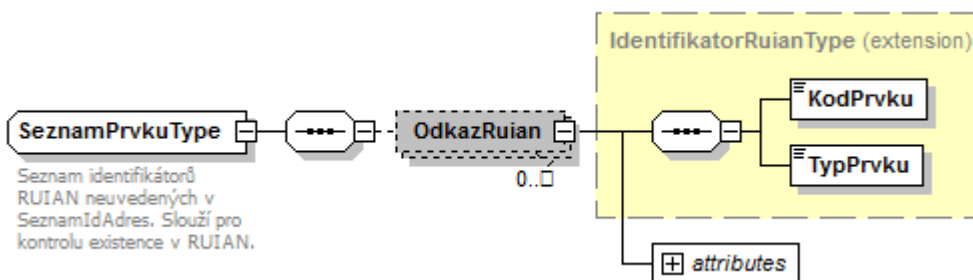 IdentifikatorRuianType (extension)
KodPrvku
SeznamPrvkuType
OdkazRuian
TypPrvku
0..□
Seznam identifikátorů
RUIAN neuvedených v
SeznamIdAdres. Slouží pro
kontrolu existence v RUIAN.
attributes